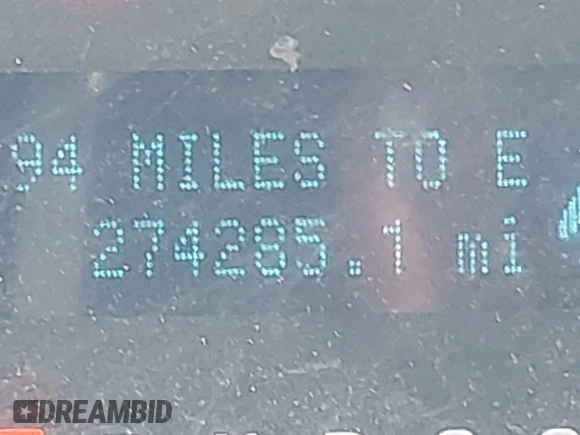 94 MILES TO E
274285.1 mi
DREAMBID